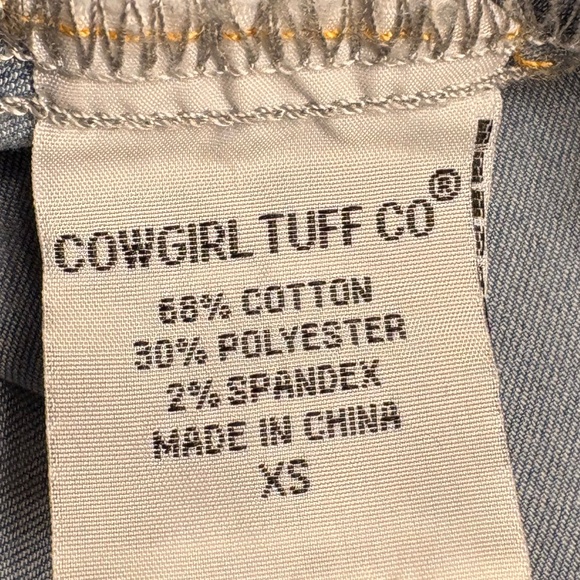 COWGIRL TUFF CO®
68% COTTON
30% POLYESTER
2% SPANDEX
MADE IN CHINA
XS